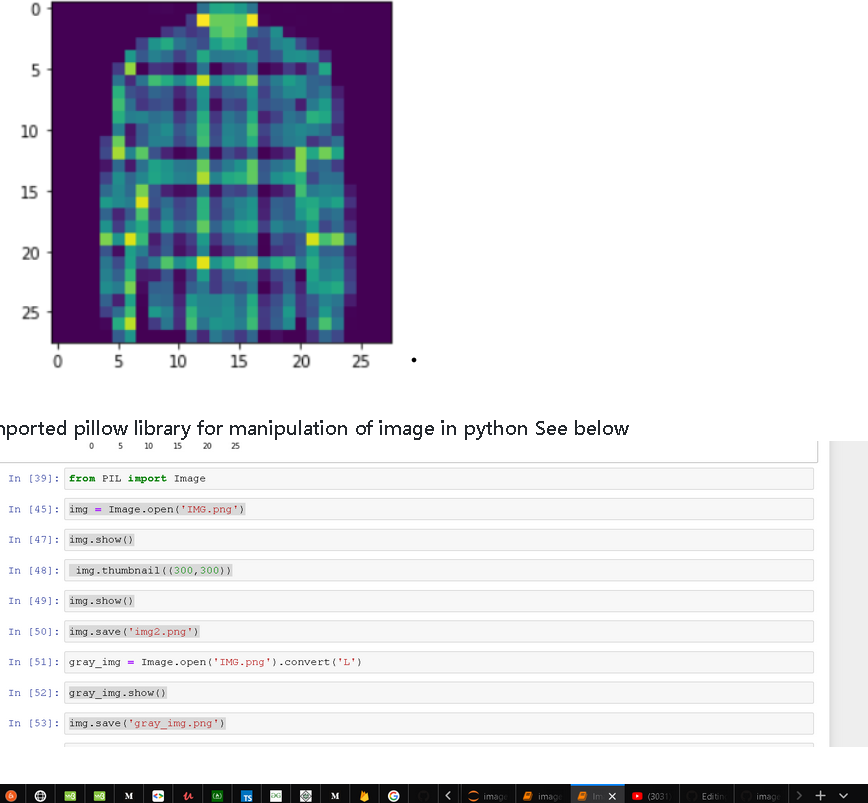 0
5
10
15
20
25
0 5 10 15 20 25
nported pillow library for manipulation of image in python See below
0 5 10 15 20 25
In [39]: from PIL import Image
In [45]: img = Image.open('IMG.png')
In [47]: img.show()
In [48]: img.thumbnail((300,300))
In [49]: img.show()
In [50]: img.save('img2.png')
In [51]: gray_img = Image.open('IMG.png').convert('L')
In [52]: gray_img.show()
In [53]: img.save('gray_img.png')
M TS M G image image Im (303 Editin image